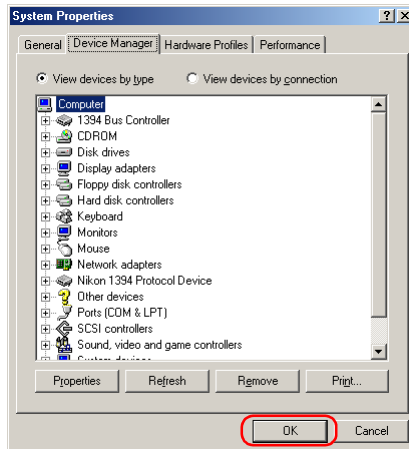 System Properties
General Device Manager Hardware Profiles Performance
View devices by type View devices by connection
Computer
1394 Bus Controller
CDROM
Disk drives
Display adapters
Floppy disk controllers
Hard disk controllers
Keyboard
Monitors
Mouse
Network adapters
Nikon 1394 Protocol Device
Other devices
Ports (COM & LPT)
SCSI controllers
Sound, video and game controllers
System devices
Properties Refresh Remove Print...
OK Cancel